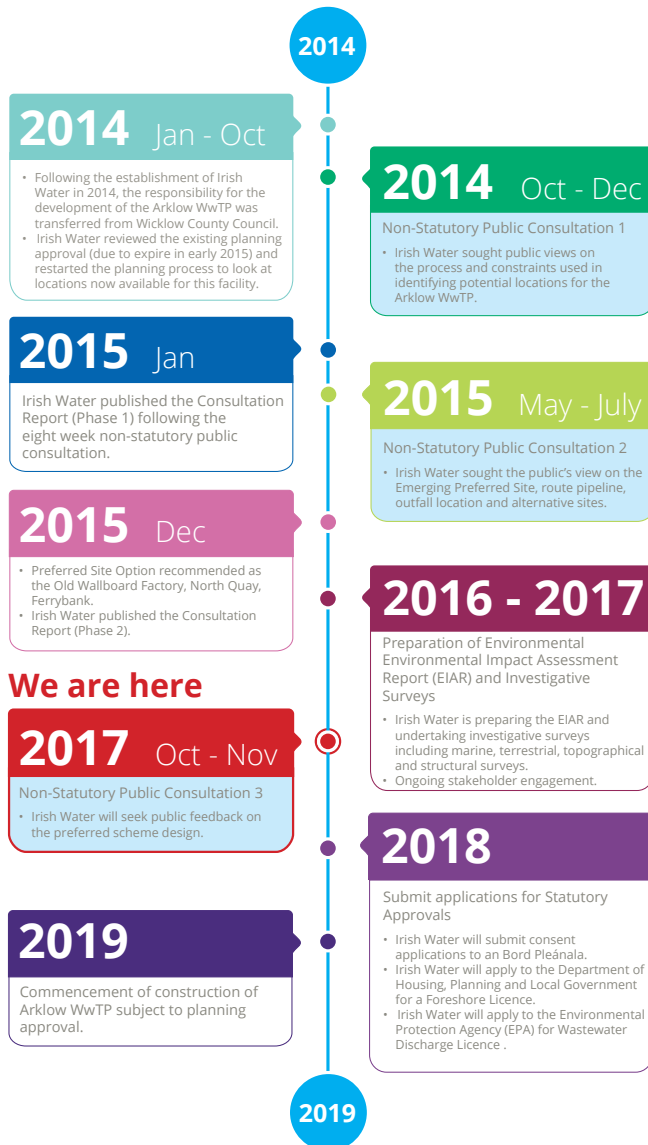 2014
2014 Jan - Oct
• Following the establishment of Irish
Water in 2014, the responsibility for the
development of the Arklow WwTP was
transferred from Wicklow County Council.
• Irish Water reviewed the existing planning
approval (due to expire in early 2015) and
restarted the planning process to look at
locations now available for this facility.
2014 Oct - Dec
Non-Statutory Public Consultation 1
• Irish Water sought public views on
the process and constraints used in
identifying potential locations for the
Arklow WwTP.
2015 Jan
Irish Water published the Consultation
Report (Phase 1) following the
eight week non-statutory public
consultation.
2015 May - July
Non-Statutory Public Consultation 2
• Irish Water sought the public's view on the
Emerging Preferred Site, route pipeline,
outfall location and alternative sites.
2015 Dec
• Preferred Site Option recommended as
the Old Wallboard Factory, North Quay,
Ferrybank.
• Irish Water published the Consultation
Report (Phase 2).
2016 - 2017
Preparation of Environmental
Environmental Impact Assessment
Report (EIAR) and Investigative
Surveys
• Irish Water is preparing the EIAR and
undertaking investigative surveys
including marine, terrestrial, topographical
and structural surveys.
• Ongoing stakeholder engagement.
We are here
2017 Oct - Nov
Non-Statutory Public Consultation 3
• Irish Water will seek public feedback on
the preferred scheme design.
2018
Submit applications for Statutory
Approvals
• Irish Water will submit consent
applications to an Bord Pleánala.
• Irish Water will apply to the Department of
Housing, Planning and Local Government
for a Foreshore Licence.
• Irish Water will apply to the Environmental
Protection Agency (EPA) for Wastewater
Discharge Licence .
2019
Commencement of construction of
Arklow WwTP subject to planning
approval.
2019